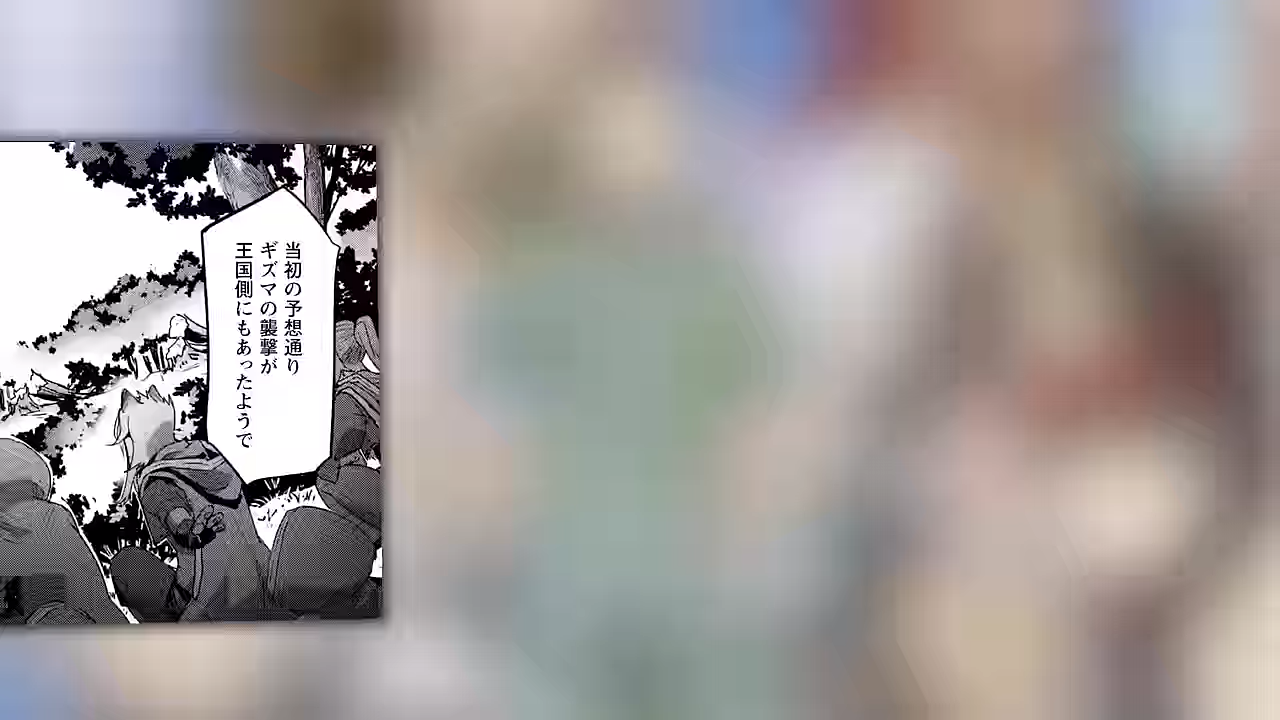 当初の予想通り
ギズマの襲撃が
王国側にもあったようで